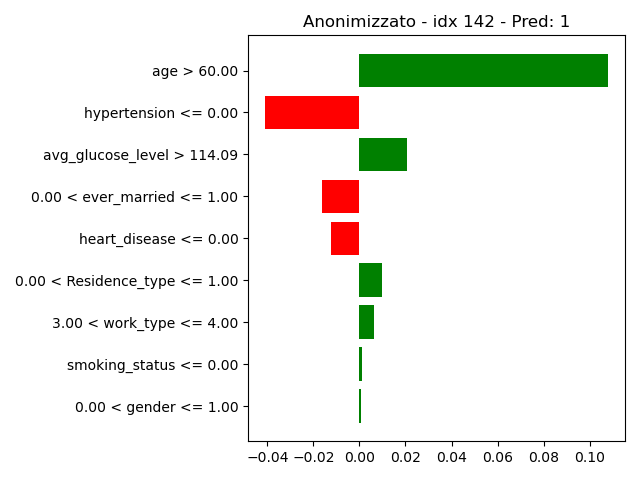 Anonimizzato - idx 142 - Pred: 1
age > 60.00
hypertension <= 0.00
avg_glucose_level > 114.09
0.00 < ever_married <= 1.00
heart_disease <= 0.00
0.00 < Residence_type <= 1.00
3.00 < work_type <= 4.00
smoking_status <= 0.00
0.00 < gender <= 1.00
−0.04 −0.02 0.00 0.02 0.04 0.06 0.08 0.10